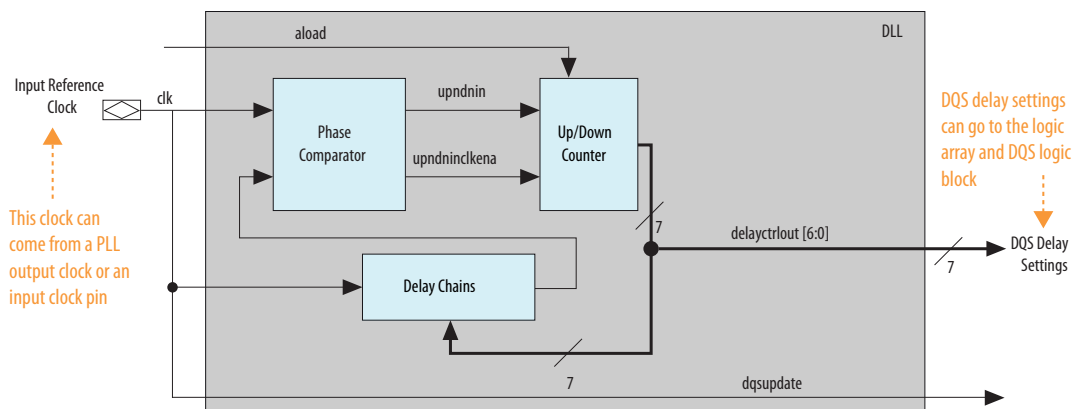 aload
DLL
Input Reference
Clock
clk
Phase
Comparator
upndnin
upndninclkena
Up/Down
Counter
DQS delay settings
can go to the logic
array and DQS logic
block
This clock can
come from a PLL
output clock or an
input clock pin
7
delayctrlout [6:0]
7
DQS Delay
Settings
Delay Chains
7
dqsupdate